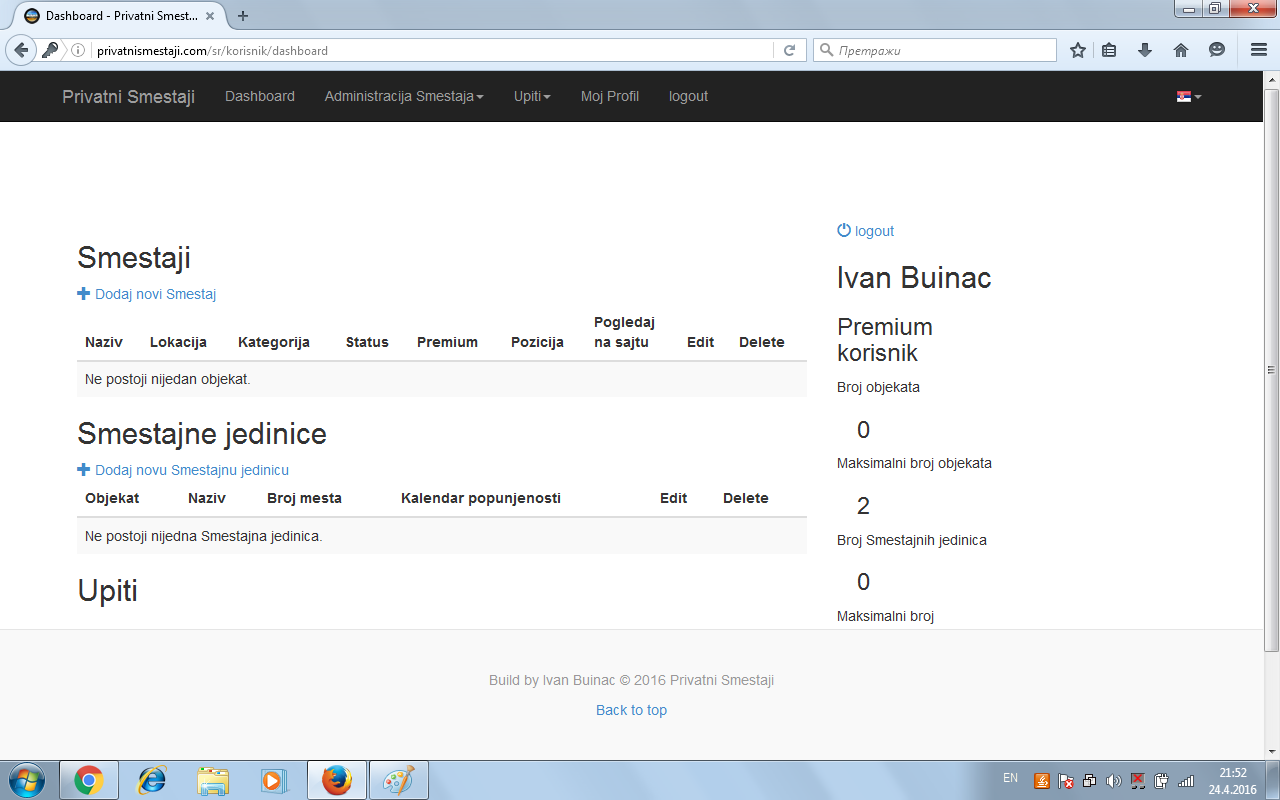 Dashboard - Privatni Smest...
privatnismestaji.com/sr/korisnik/dashboard
Претражи
Privatni Smestaji
Dashboard
Administracija Smestaja
Upiti
Moj Profil
logout
Smestaji
Dodaj novi Smestaj
Naziv Lokacija Kategorija Status Premium Pozicija Pogledaj
na sajtu Edit Delete
Ne postoji nijedan objekat.
Smestajne jedinice
Dodaj novu Smestajnu jedinicu
Objekat Naziv Broj mesta Kalendar popunjenosti Edit Delete
Ne postoji nijedna Smestajna jedinica.
Upiti
logout
Ivan Buinac
Premium
korisnik
Broj objekata
0
Maksimalni broj objekata
2
Broj Smestajnih jedinica
0
Maksimalni broj
Build by Ivan Buinac © 2016 Privatni Smestaji
Back to top
EN
21:52
24.4.2016